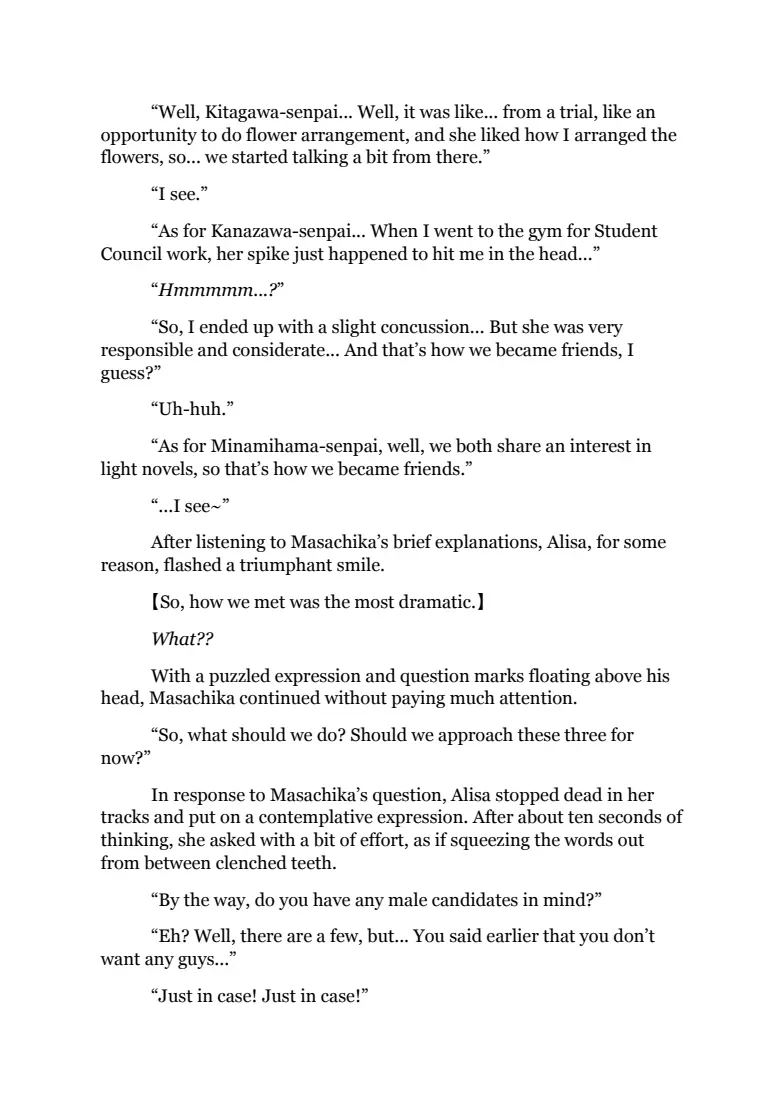 “Well, Kitagawa-senpai... Well, it was like... from a trial, like an
opportunity to do flower arrangement, and she liked how I arranged the
flowers, so... we started talking a bit from there.”
“I see.”
“As for Kanazawa-senpai... When I went to the gym for Student
Council work, her spike just happened to hit me in the head...”
“Hmmmmm...?”
“So, I ended up with a slight concussion... But she was very
responsible and considerate... And that’s how we became friends, I
guess?”
“Uh-huh.”
“As for Minamihama-senpai, well, we both share an interest in
light novels, so that’s how we became friends.”
“...I see~”
After listening to Masachika’s brief explanations, Alisa, for some
reason, flashed a triumphant smile.
【So, how we met was the most dramatic.】
What??
With a puzzled expression and question marks floating above his
head, Masachika continued without paying much attention.
“So, what should we do? Should we approach these three for
now?”
In response to Masachika’s question, Alisa stopped dead in her
tracks and put on a contemplative expression. After about ten seconds of
thinking, she asked with a bit of effort, as if squeezing the words out
from between clenched teeth.
“By the way, do you have any male candidates in mind?”
“Eh? Well, there are a few, but... You said earlier that you don’t
want any guys...”
“Just in case! Just in case!”